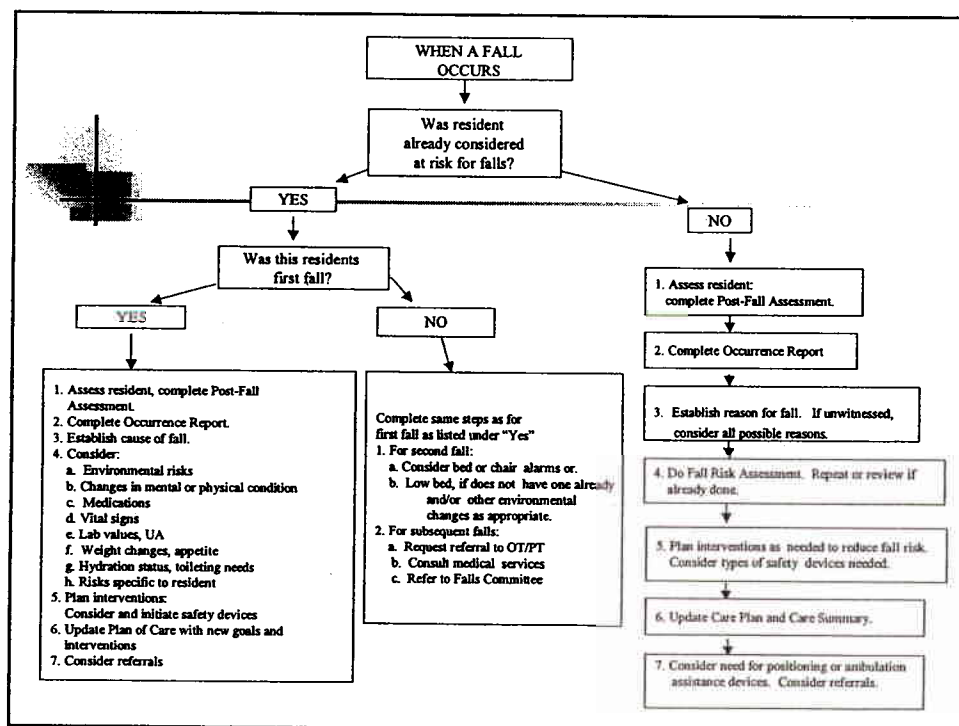 WHEN A FALL
OCCURS
Was resident
already considered
at risk for falls?
YES
NO
Was this residents
first fall?
YES
NO
1. Assess resident, complete Post-Fall
Assessment.
2. Complete Occurrence Report.
3. Establish cause of fall.
4. Consider:
a. Environmental risks
b. Changes in mental or physical condition
c. Medications
d. Vital signs
e. Lab values, UA
f. Weight changes, appetite
g. Hydration status, toileting needs
h. Risks specific to resident
5. Plan interventions:
Consider and initiate safety devices
6. Update Plan of Care with new goals and
interventions
7. Consider referrals
Complete same steps as for
first fall as listed under “Yes”
1. For second fall:
a. Consider bed or chair alarms or.
b. Low bed, if does not have one already
and/or other environmental
changes as appropriate.
2. For subsequent falls:
a. Request referral to OT/PT
b. Consult medical services
c. Refer to Falls Committee
1. Assess resident:
complete Post-Fall Assessment.
2. Complete Occurrence Report
3. Establish reason for fall. If unwitnessed,
consider all possible reasons.
4. Do Fall Risk Assessment. Repeat or review if
already done.
5. Plan interventions as needed to reduce fall risk.
Consider types of safety devices needed.
6. Update Care Plan and Care Summary.
7. Consider need for positioning or ambulation
assistance devices. Consider referrals.